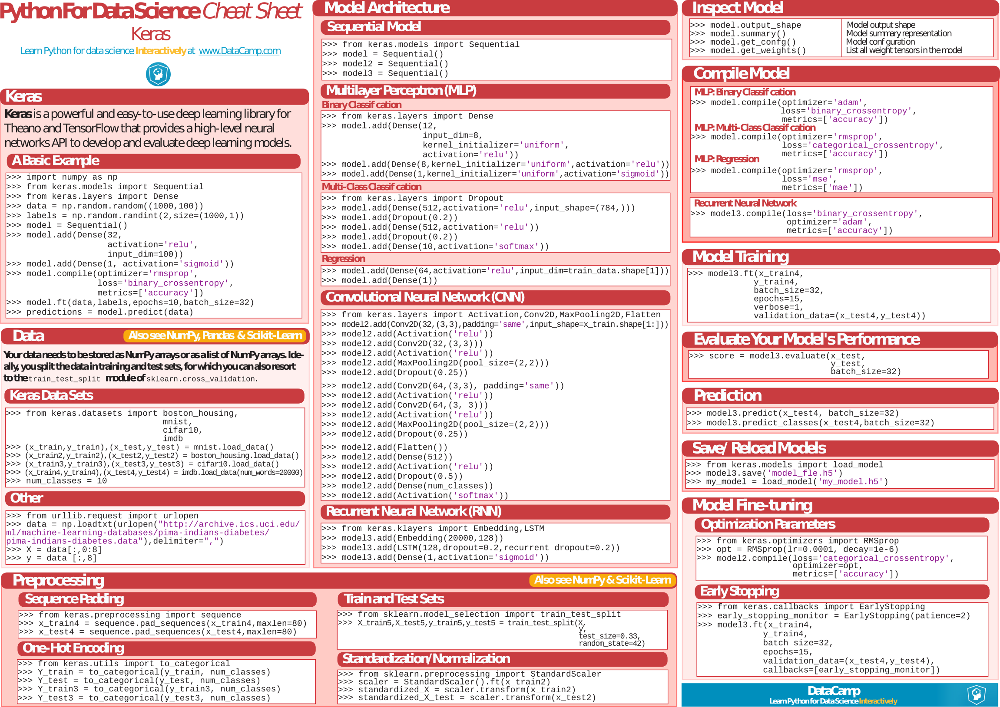 Python For Data Science Cheat Sheet
Keras
Learn Python for data science Interactively at www.DataCamp.com
Keras
Keras is a powerful and easy-to-use deep learning library for
Theano and TensorFlow that provides a high-level neural
networks API to develop and evaluate deep learning models.
A Basic Example
>>> import numpy as np
>>> from keras.models import Sequential
>>> from keras.layers import Dense
>>> data = np.random.random((1000,100))
>>> labels = np.random.randint(2,size=(1000,1))
>>> model = Sequential()
>>> model.add(Dense(32,
activation='relu',
input_dim=100))
>>> model.add(Dense(1, activation='sigmoid'))
>>> model.compile(optimizer='rmsprop',
loss='binary_crossentropy',
metrics=['accuracy'])
>>> model.ft(data,labels,epochs=10,batch_size=32)
>>> predictions = model.predict(data)
Data
Also see NumPy, Pandas & Scikit-Learn
Your data needs to be stored as NumPy arrays or as a list of NumPy arrays. Ide-
ally, you split the data in training and test sets, for which you can also resort
to the train_test_split module of sklearn.cross_validation.
Keras Data Sets
>>> from keras.datasets import boston_housing,
mnist,
cifar10,
imdb
>>> (x_train,y_train),(x_test,y_test) = mnist.load_data()
>>> (x_train2,y_train2),(x_test2,y_test2) = boston_housing.load_data()
>>> (x_train3,y_train3),(x_test3,y_test3) = cifar10.load_data()
>>> (x_train4,y_train4),(x_test4,y_test4) = imdb.load_data(num_words=20000)
>>> num_classes = 10
Other
>>> from urllib.request import urlopen
>>> data = np.loadtxt(urlopen("http://archive.ics.uci.edu/
ml/machine-learning-databases/pima-indians-diabetes/
pima-indians-diabetes.data"),delimiter=",")
>>> X = data[:,0:8]
>>> y = data [:,8]
Model Architecture
Sequential Model
>>> from keras.models import Sequential
>>> model = Sequential()
>>> model2 = Sequential()
>>> model3 = Sequential()
Multilayer Perceptron (MLP)
Binary Classif cation
>>> from keras.layers import Dense
>>> model.add(Dense(12,
input_dim=8,
kernel_initializer='uniform',
activation='relu'))
>>> model.add(Dense(8,kernel_initializer='uniform',activation='relu'))
>>> model.add(Dense(1,kernel_initializer='uniform',activation='sigmoid'))
Multi-Class Classif cation
>>> from keras.layers import Dropout
>>> model.add(Dense(512,activation='relu',input_shape=(784,)))
>>> model.add(Dropout(0.2))
>>> model.add(Dense(512,activation='relu'))
>>> model.add(Dropout(0.2))
>>> model.add(Dense(10,activation='softmax'))
Regression
>>> model.add(Dense(64,activation='relu',input_dim=train_data.shape[1]))
>>> model.add(Dense(1))
Convolutional Neural Network (CNN)
>>> from keras.layers import Activation,Conv2D,MaxPooling2D,Flatten
>>> model2.add(Conv2D(32,(3,3),padding='same',input_shape=x_train.shape[1:]))
>>> model2.add(Activation('relu'))
>>> model2.add(Conv2D(32,(3,3)))
>>> model2.add(Activation('relu'))
>>> model2.add(MaxPooling2D(pool_size=(2,2)))
>>> model2.add(Dropout(0.25))
>>> model2.add(Conv2D(64,(3,3), padding='same'))
>>> model2.add(Activation('relu'))
>>> model2.add(Conv2D(64,(3, 3)))
>>> model2.add(Activation('relu'))
>>> model2.add(MaxPooling2D(pool_size=(2,2)))
>>> model2.add(Dropout(0.25))
>>> model2.add(Flatten())
>>> model2.add(Dense(512))
>>> model2.add(Activation('relu'))
>>> model2.add(Dropout(0.5))
>>> model2.add(Dense(num_classes))
>>> model2.add(Activation('softmax'))
Recurrent Neural Network (RNN)
>>> from keras.klayers import Embedding,LSTM
>>> model3.add(Embedding(20000,128))
>>> model3.add(LSTM(128,dropout=0.2,recurrent_dropout=0.2))
>>> model3.add(Dense(1,activation='sigmoid'))
Preprocessing
Also see NumPy & Scikit-Learn
Sequence Padding
>>> from keras.preprocessing import sequence
>>> x_train4 = sequence.pad_sequences(x_train4,maxlen=80)
>>> x_test4 = sequence.pad_sequences(x_test4,maxlen=80)
One-Hot Encoding
>>> from keras.utils import to_categorical
>>> Y_train = to_categorical(y_train, num_classes)
>>> Y_test = to_categorical(y_test, num_classes)
>>> Y_train3 = to_categorical(y_train3, num_classes)
>>> Y_test3 = to_categorical(y_test3, num_classes)
Train and Test Sets
>>> from sklearn.model_selection import train_test_split
>>> X_train5,X_test5,y_train5,y_test5 = train_test_split(X,
y,
test_size=0.33,
random_state=42)
Standardization/Normalization
>>> from sklearn.preprocessing import StandardScaler
>>> scaler = StandardScaler().ft(x_train2)
>>> standardized_X = scaler.transform(x_train2)
>>> standardized_X_test = scaler.transform(x_test2)
Inspect Model
>>> model.output_shape Model output shape
>>> model.summary() Model summary representation
>>> model.get_confg() Model conf guration
>>> model.get_weights() List all weight tensors in the model
Compile Model
MLP: Binary Classif cation
>>> model.compile(optimizer='adam',
loss='binary_crossentropy',
metrics=['accuracy'])
MLP: Multi-Class Classif cation
>>> model.compile(optimizer='rmsprop',
loss='categorical_crossentropy',
metrics=['accuracy'])
MLP: Regression
>>> model.compile(optimizer='rmsprop',
loss='mse',
metrics=['mae'])
Recurrent Neural Network
>>> model3.compile(loss='binary_crossentropy',
optimizer='adam',
metrics=['accuracy'])
Model Training
>>> model3.ft(x_train4,
y_train4,
batch_size=32,
epochs=15,
verbose=1,
validation_data=(x_test4,y_test4))
Evaluate Your Model's Performance
>>> score = model3.evaluate(x_test,
y_test,
batch_size=32)
Prediction
>>> model3.predict(x_test4, batch_size=32)
>>> model3.predict_classes(x_test4,batch_size=32)
Save/ Reload Models
>>> from keras.models import load_model
>>> model3.save('model_fle.h5')
>>> my_model = load_model('my_model.h5')
Model Fine-tuning
Optimization Parameters
>>> from keras.optimizers import RMSprop
>>> opt = RMSprop(lr=0.0001, decay=1e-6)
>>> model2.compile(loss='categorical_crossentropy',
optimizer=opt,
metrics=['accuracy'])
Early Stopping
>>> from keras.callbacks import EarlyStopping
>>> early_stopping_monitor = EarlyStopping(patience=2)
>>> model3.ft(x_train4,
y_train4,
batch_size=32,
epochs=15,
validation_data=(x_test4,y_test4),
callbacks=[early_stopping_monitor])
DataCamp
Learn Python for Data Science Interactively